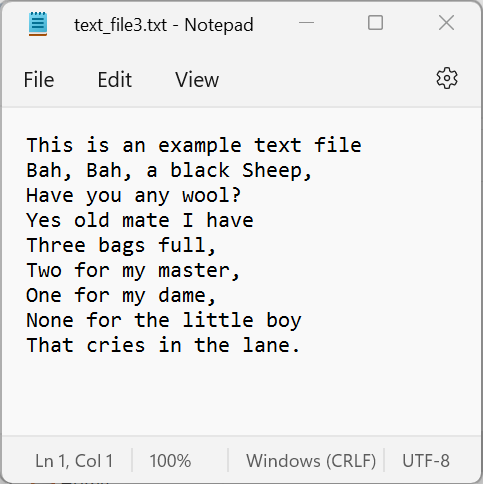 text_file3.txt - Notepad
File Edit View
This is an example text file
Bah, Bah, a black Sheep,
Have you any wool?
Yes old mate I have
Three bags full,
Two for my master,
One for my dame,
None for the little boy
That cries in the lane.
Ln 1, Col 1 100% Windows (CRLF) UTF-8